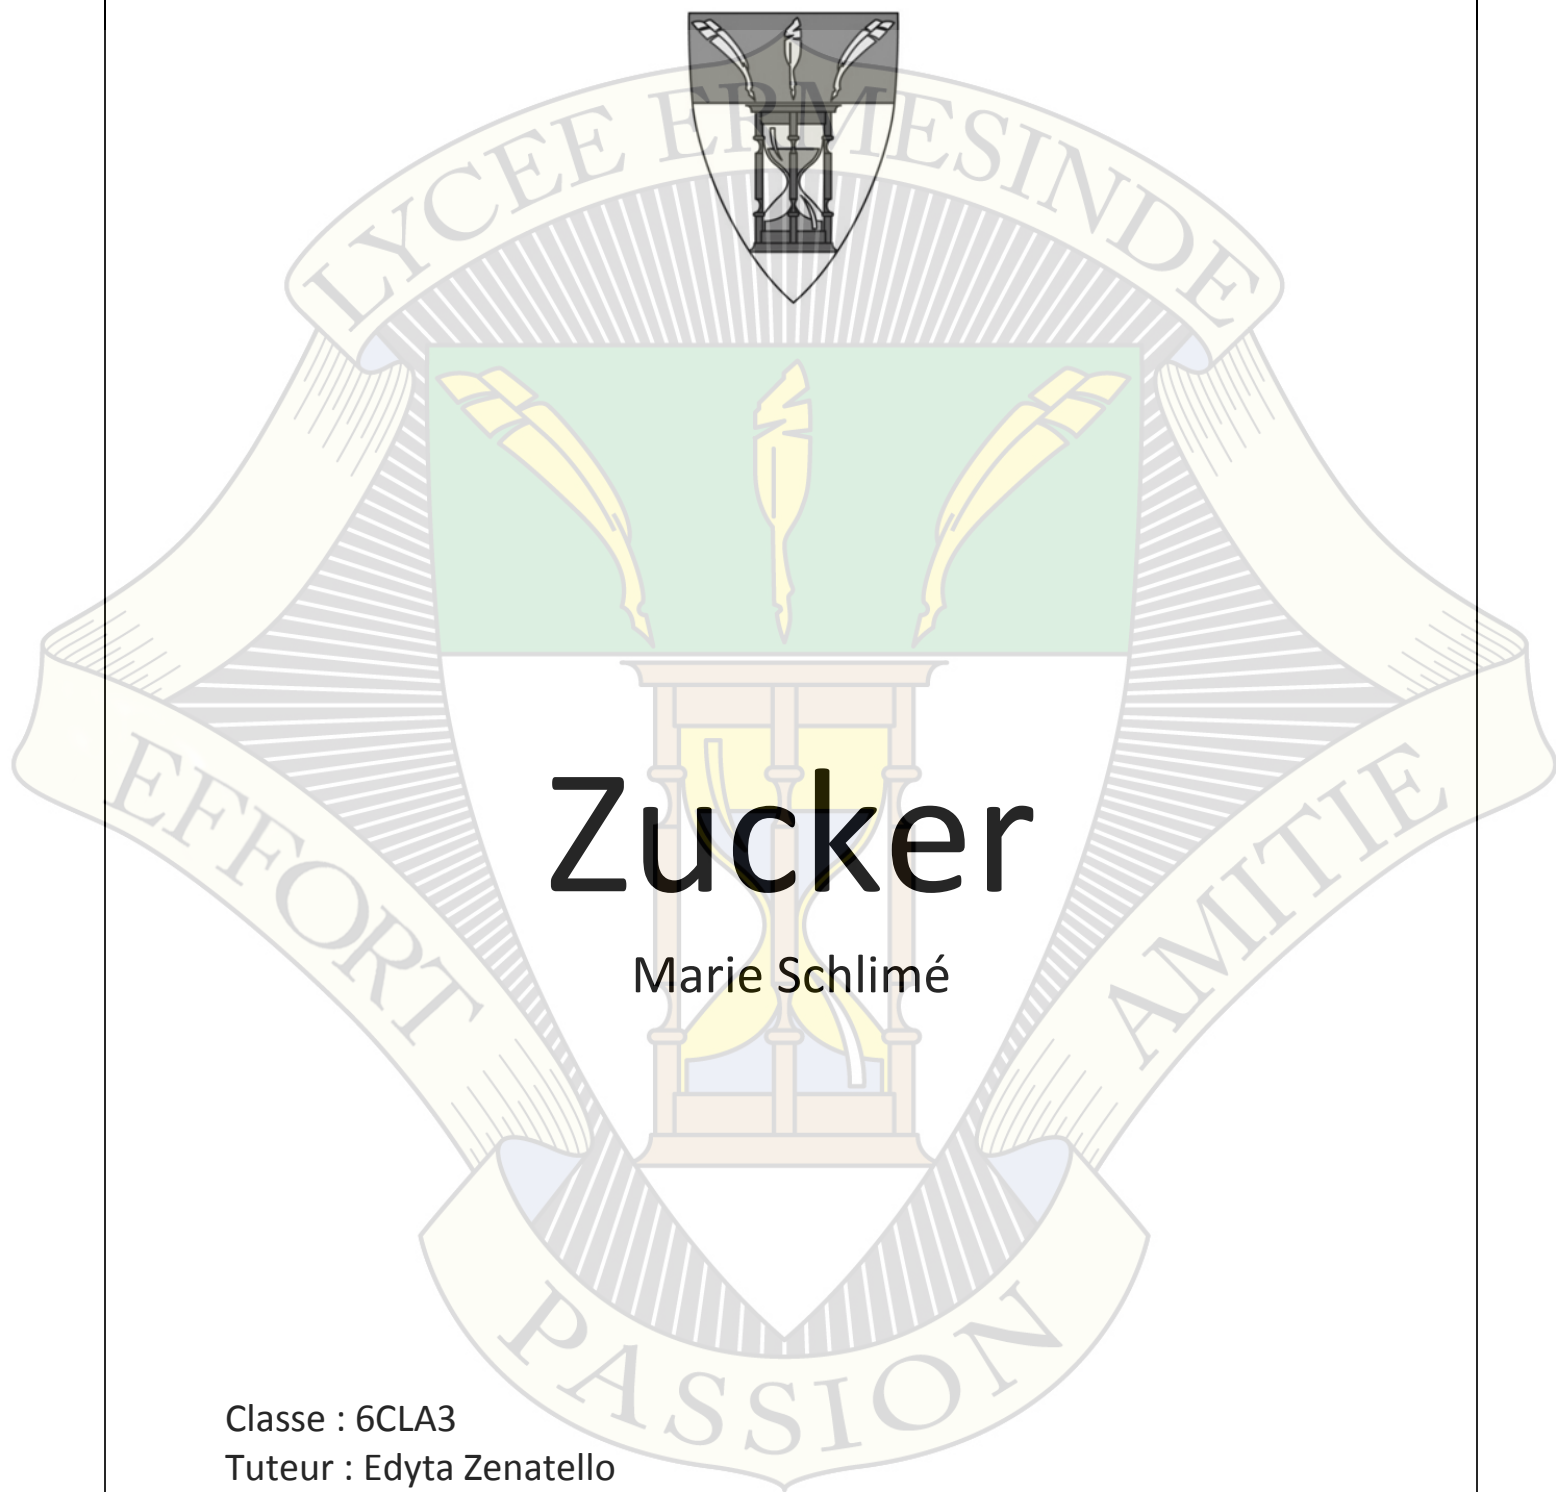 LYCEE ERMESINDE
Zucker
Marie Schlimé
EFFORT
AMITIE
PASSION
Classe : 6CLA3
Tuteur : Edyta Zenatello